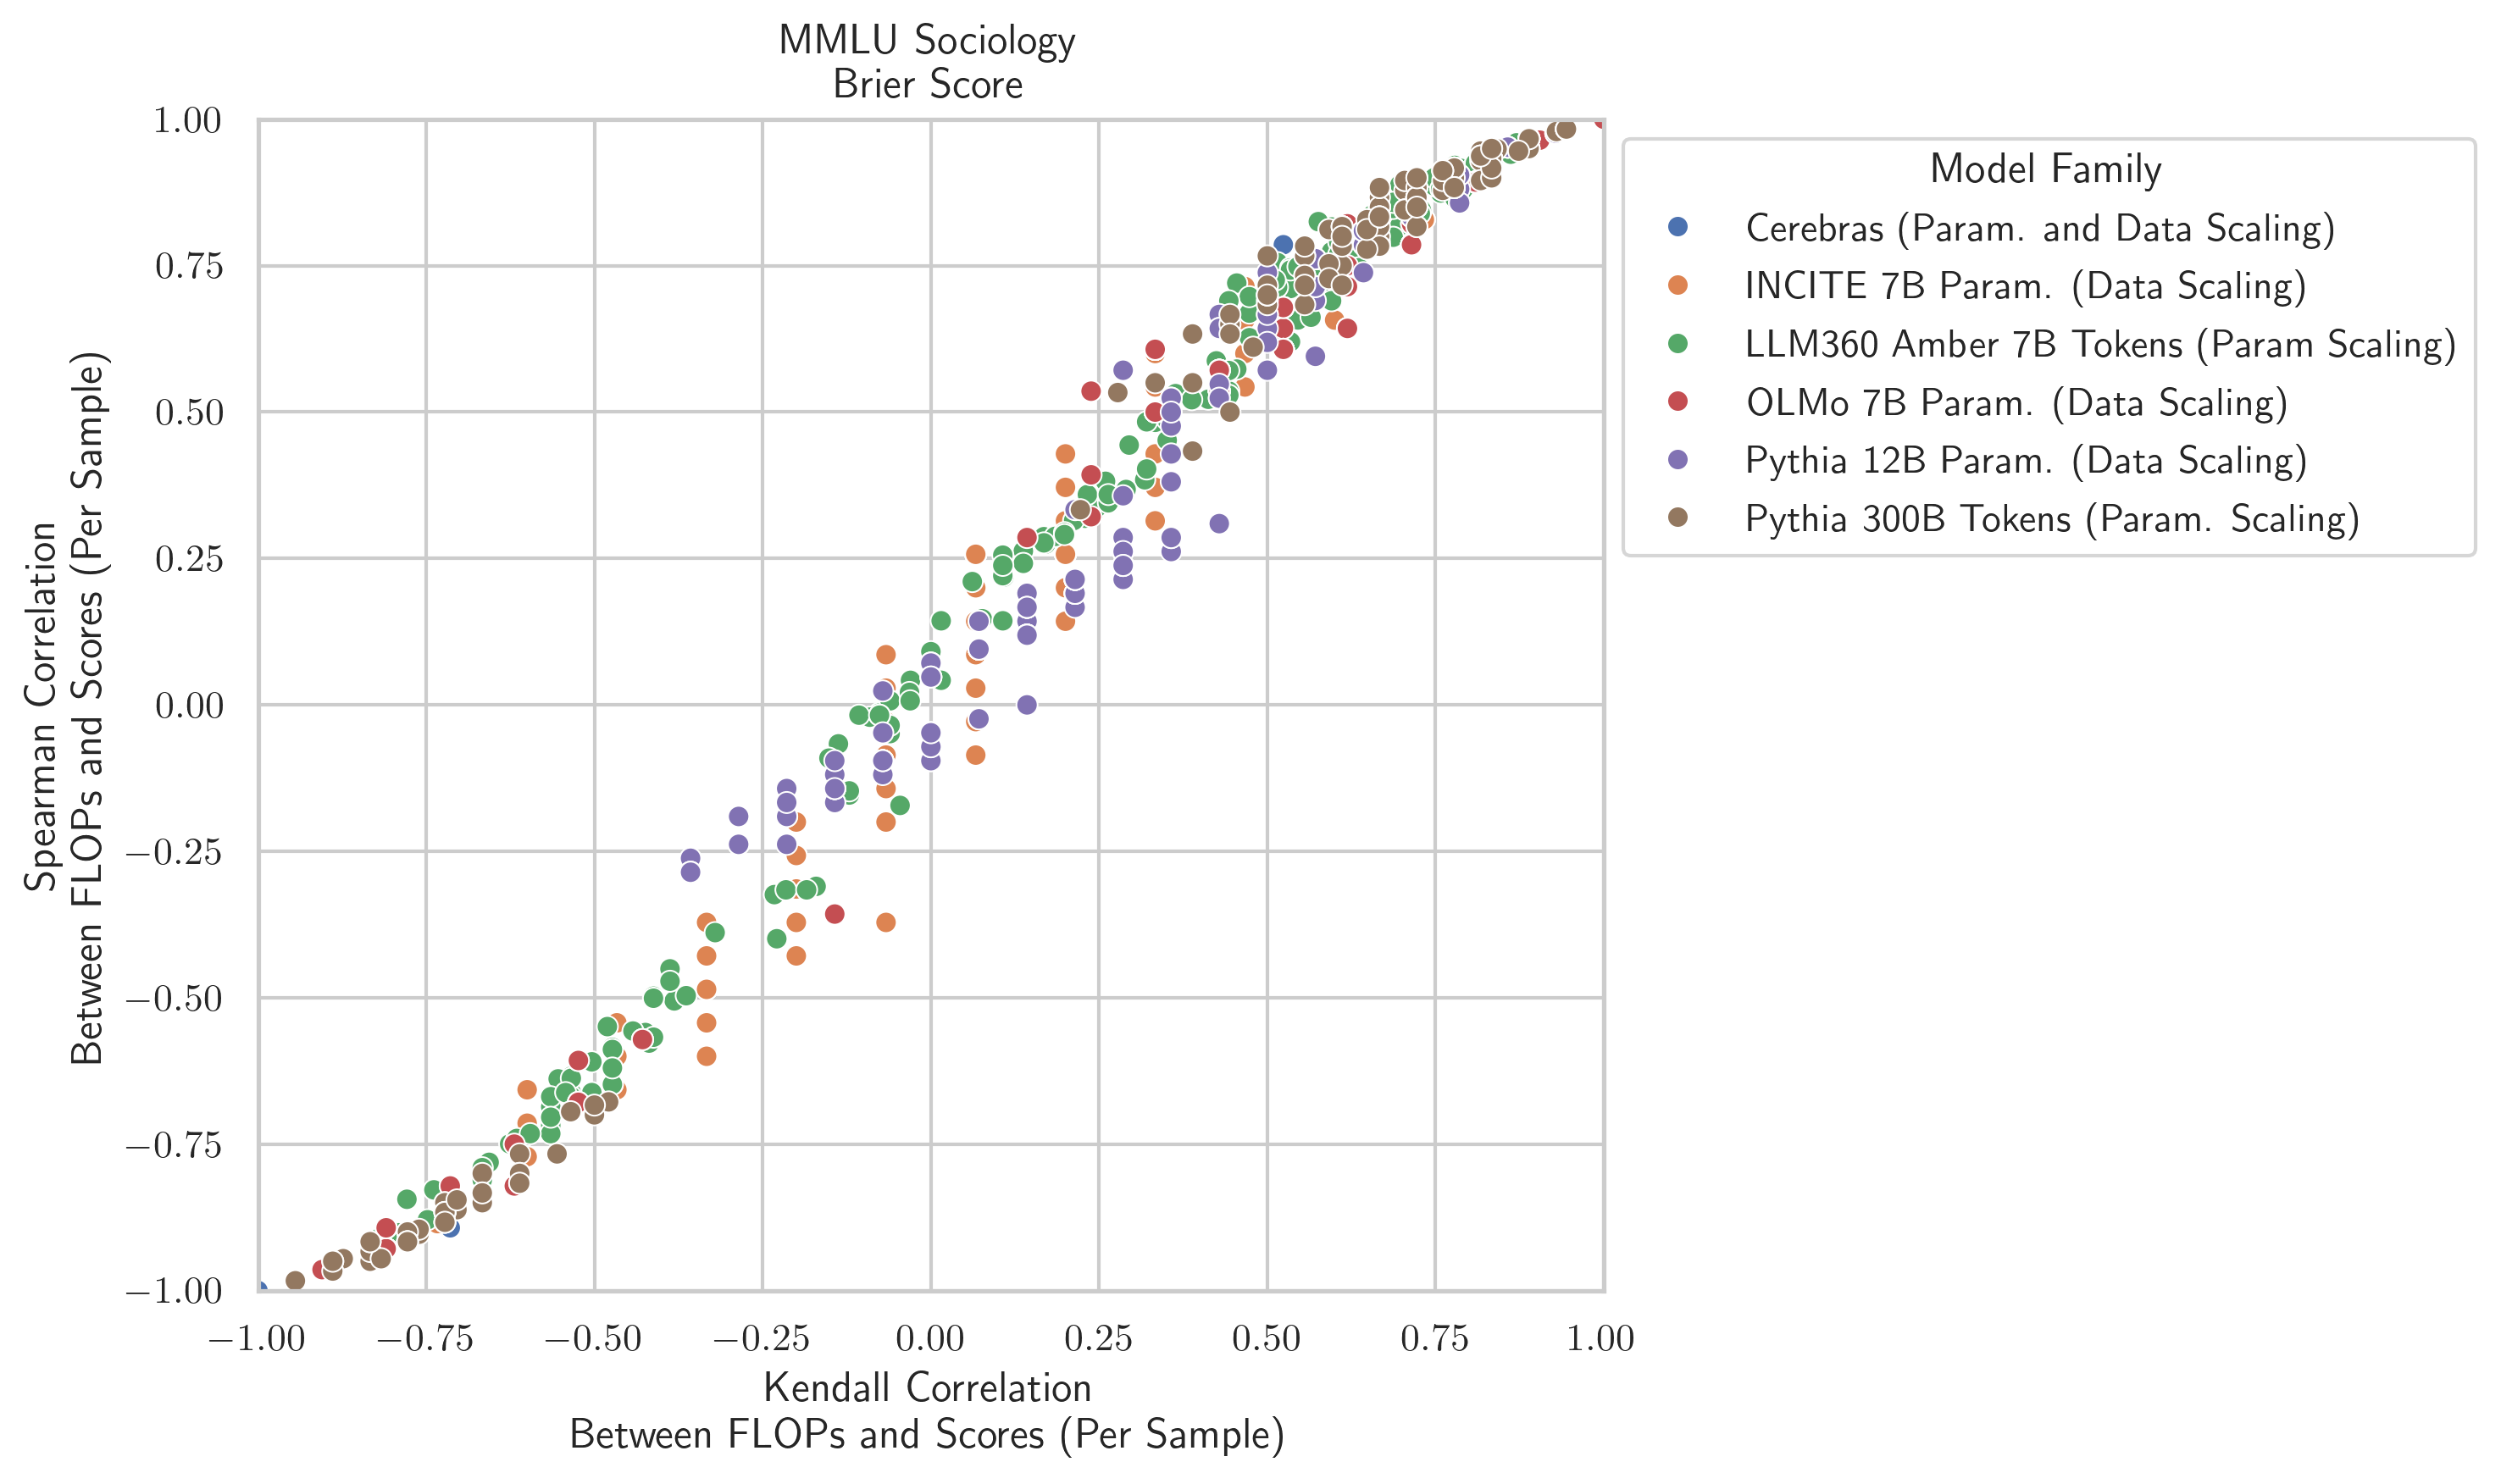 MMLU Sociology
Brier Score
1.00
0.75
0.50
0.25
0.00
−0.25
−0.50
−0.75
−1.00
Spearman Correlation
Between FLOPs and Scores (Per Sample)
−1.00
−0.75
−0.50
−0.25
0.00
0.25
0.50
0.75
1.00
Kendall Correlation
Between FLOPs and Scores (Per Sample)
Model Family
Cerebras (Param. and Data Scaling)
INCITE 7B Param. (Data Scaling)
LLM360 Amber 7B Tokens (Param Scaling)
OLMo 7B Param. (Data Scaling)
Pythia 12B Param. (Data Scaling)
Pythia 300B Tokens (Param. Scaling)